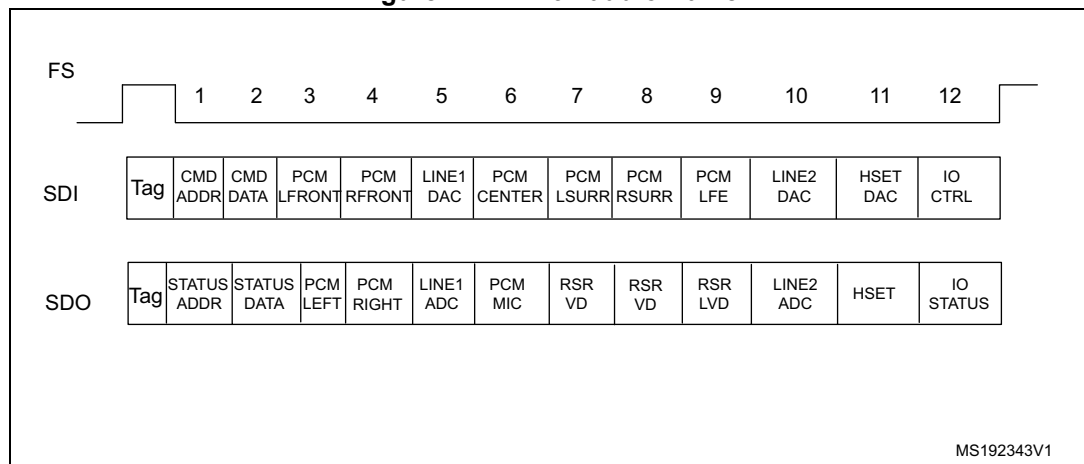 FS
1 2 3 4 5 6 7 8 9 10 11 12
SDI
Tag
CMD ADDR
CMD DATA
PCM LFRONT
PCM RFRONT
LINE1 DAC
PCM CENTER
PCM LSURR
PCM RSURR
PCM LFE
LINE2 DAC
HSET DAC
IO CTRL
SDO
Tag
STATUS ADDR
STATUS DATA
PCM LEFT
PCM RIGHT
LINE1 ADC
PCM MIC
RSR VD
RSR VD
RSR LVD
LINE2 ADC
HSET
IO STATUS
MS192343V1